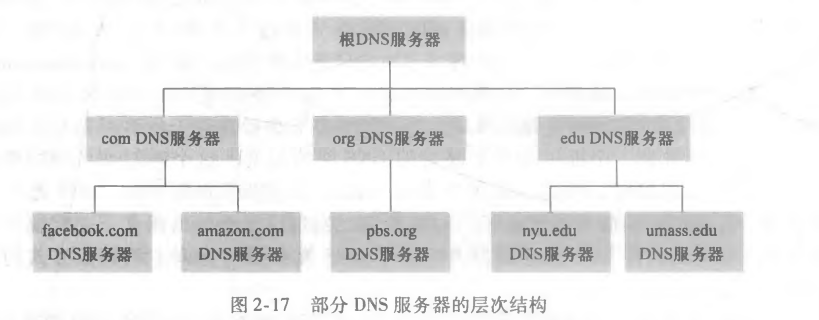 根DNS服务器
com DNS服务器
org DNS服务器
edu DNS服务器
facebook.com
DNS服务器
amazon.com
DNS服务器
pbs.org
DNS服务器
nyu.edu
DNS服务器
umass.edu
DNS服务器
图2-17 部分 DNS 服务器的层次结构